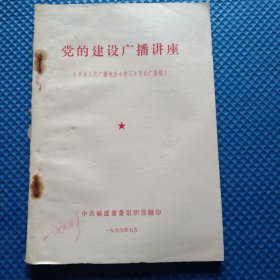 党的建设广播讲座
（中央人民广播电台《学习》节目广播稿）
中共福建省委组织部翻印
一九七七年七月